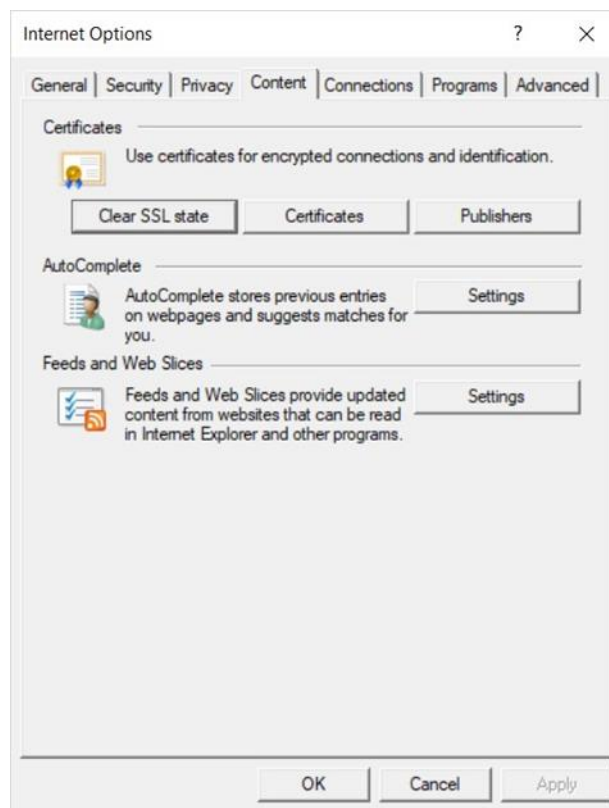 Internet Options
General Security Privacy Content Connections Programs Advanced
Certificates
Use certificates for encrypted connections and identification.
Clear SSL state Certificates Publishers
AutoComplete
AutoComplete stores previous entries
on webpages and suggests matches for
you.
Settings
Feeds and Web Slices
Feeds and Web Slices provide updated
content from websites that can be read
in Internet Explorer and other programs.
Settings
OK Cancel Apply